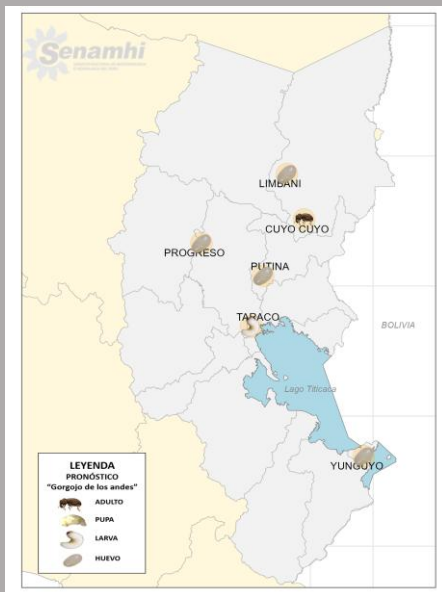 Senamhi
LIMBANI
CUYO CUYO
PROGRESO
PUTINA
TARACO
BOLIVIA
Lago Titicaca
YUNGUYO
LEYENDA
PRONÓSTICO
"Gorgojo de los andes"
ADULTO
PUPA
LARVA
HUEVO